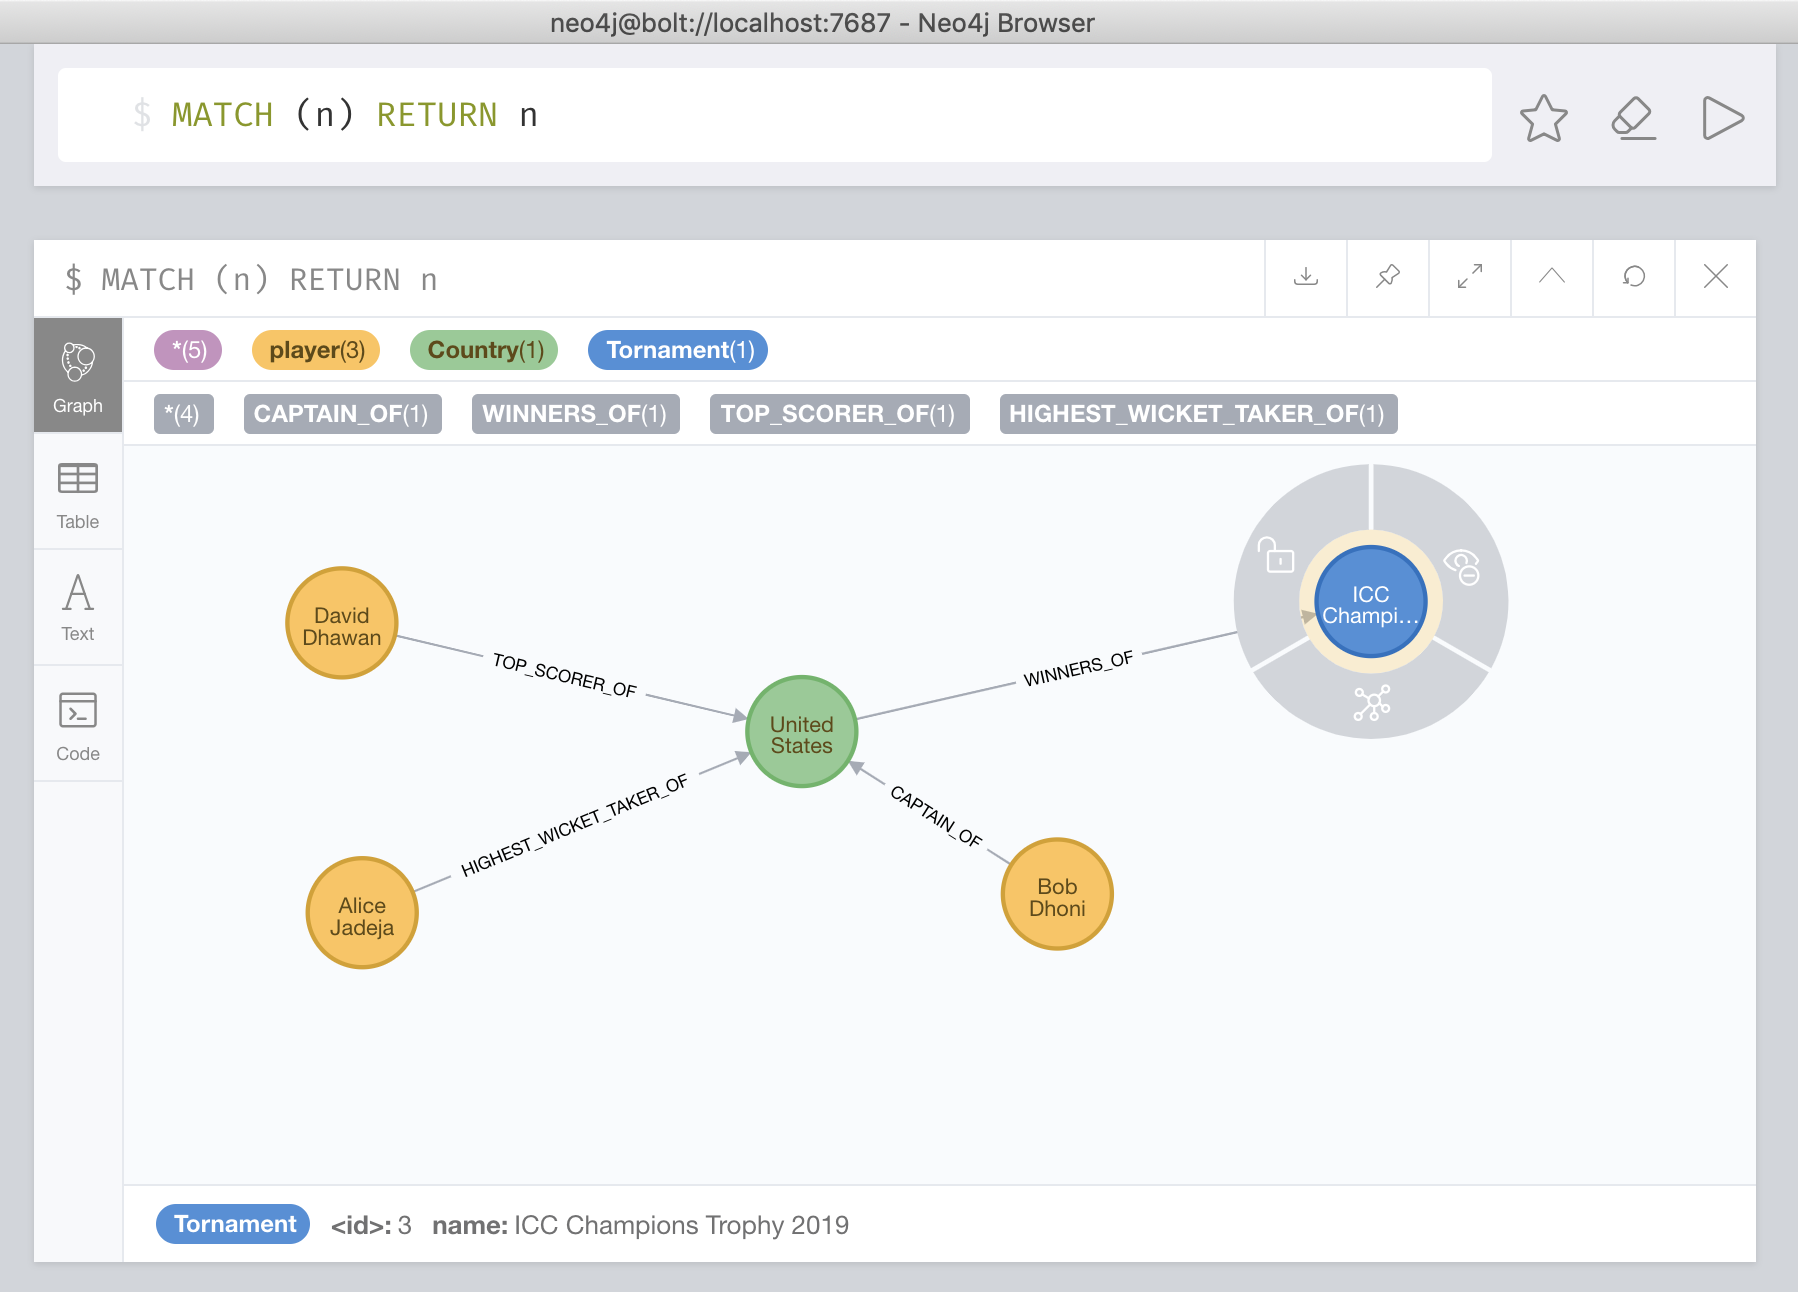 neo4j@bolt://localhost:7687 - Neo4j Browser
$ MATCH (n) RETURN n
$ MATCH (n) RETURN n
*(5) player(3) Country(1) Tornament(1)
*(4) CAPTAIN_OF(1) WINNERS_OF(1) TOP_SCORER_OF(1) HIGHEST_WICKET_TAKER_OF(1)
Graph
Table
Text
Code
David
Dhawan
TOP_SCORER_OF
United
States
WINNERS_OF
ICC
Champi...
HIGHEST_WICKET_TAKER_OF
CAPTAIN_OF
Alice
Jadeja
Bob
Dhoni
Tornament <id>: 3 name: ICC Champions Trophy 2019